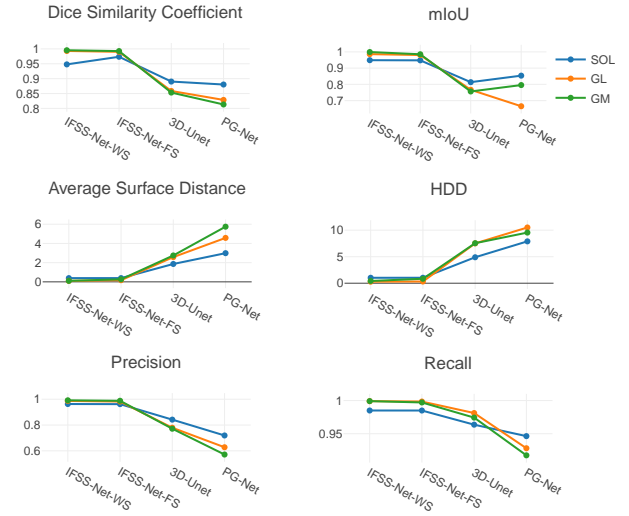 Dice Similarity Coefficient
1
0.95
0.9
0.85
0.8
IFSS-Net-WS
IFSS-Net-FS
3D-Unet
PG-Net
mIoU
1
0.9
0.8
0.7
IFSS-Net-WS
IFSS-Net-FS
3D-Unet
PG-Net
SOL
GL
GM
Average Surface Distance
6
4
2
0
IFSS-Net-WS
IFSS-Net-FS
3D-Unet
PG-Net
HDD
10
5
0
IFSS-Net-WS
IFSS-Net-FS
3D-Unet
PG-Net
Precision
1
0.8
0.6
IFSS-Net-WS
IFSS-Net-FS
3D-Unet
PG-Net
Recall
1
0.95
IFSS-Net-WS
IFSS-Net-FS
3D-Unet
PG-Net